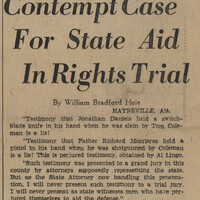 Contempt Case
For State Aid
In Rights Trial
By William Bradford Huie
HAYNEVILLE, Ala.
"Testimony that Jonathan Daniels held a switch-
blade knife in his hand when he was slain by Tom Cole-
man is a lie!
"Testimony that Father Richard Morrisroe held a
pistol in his hand when, he was shotgunned by Coleman
is a lie! This is perjured testimony, obtained by Al Lingo.
"Such testimony was presented to a grand jury in this
county by attorneys supposedly representing the state.
But as the State Attorney now handling this prosecu-
tion, I will never present such testimony to a trial jury.
I will never present as state witnesses men who have per-
jured themselves to aid the defense."